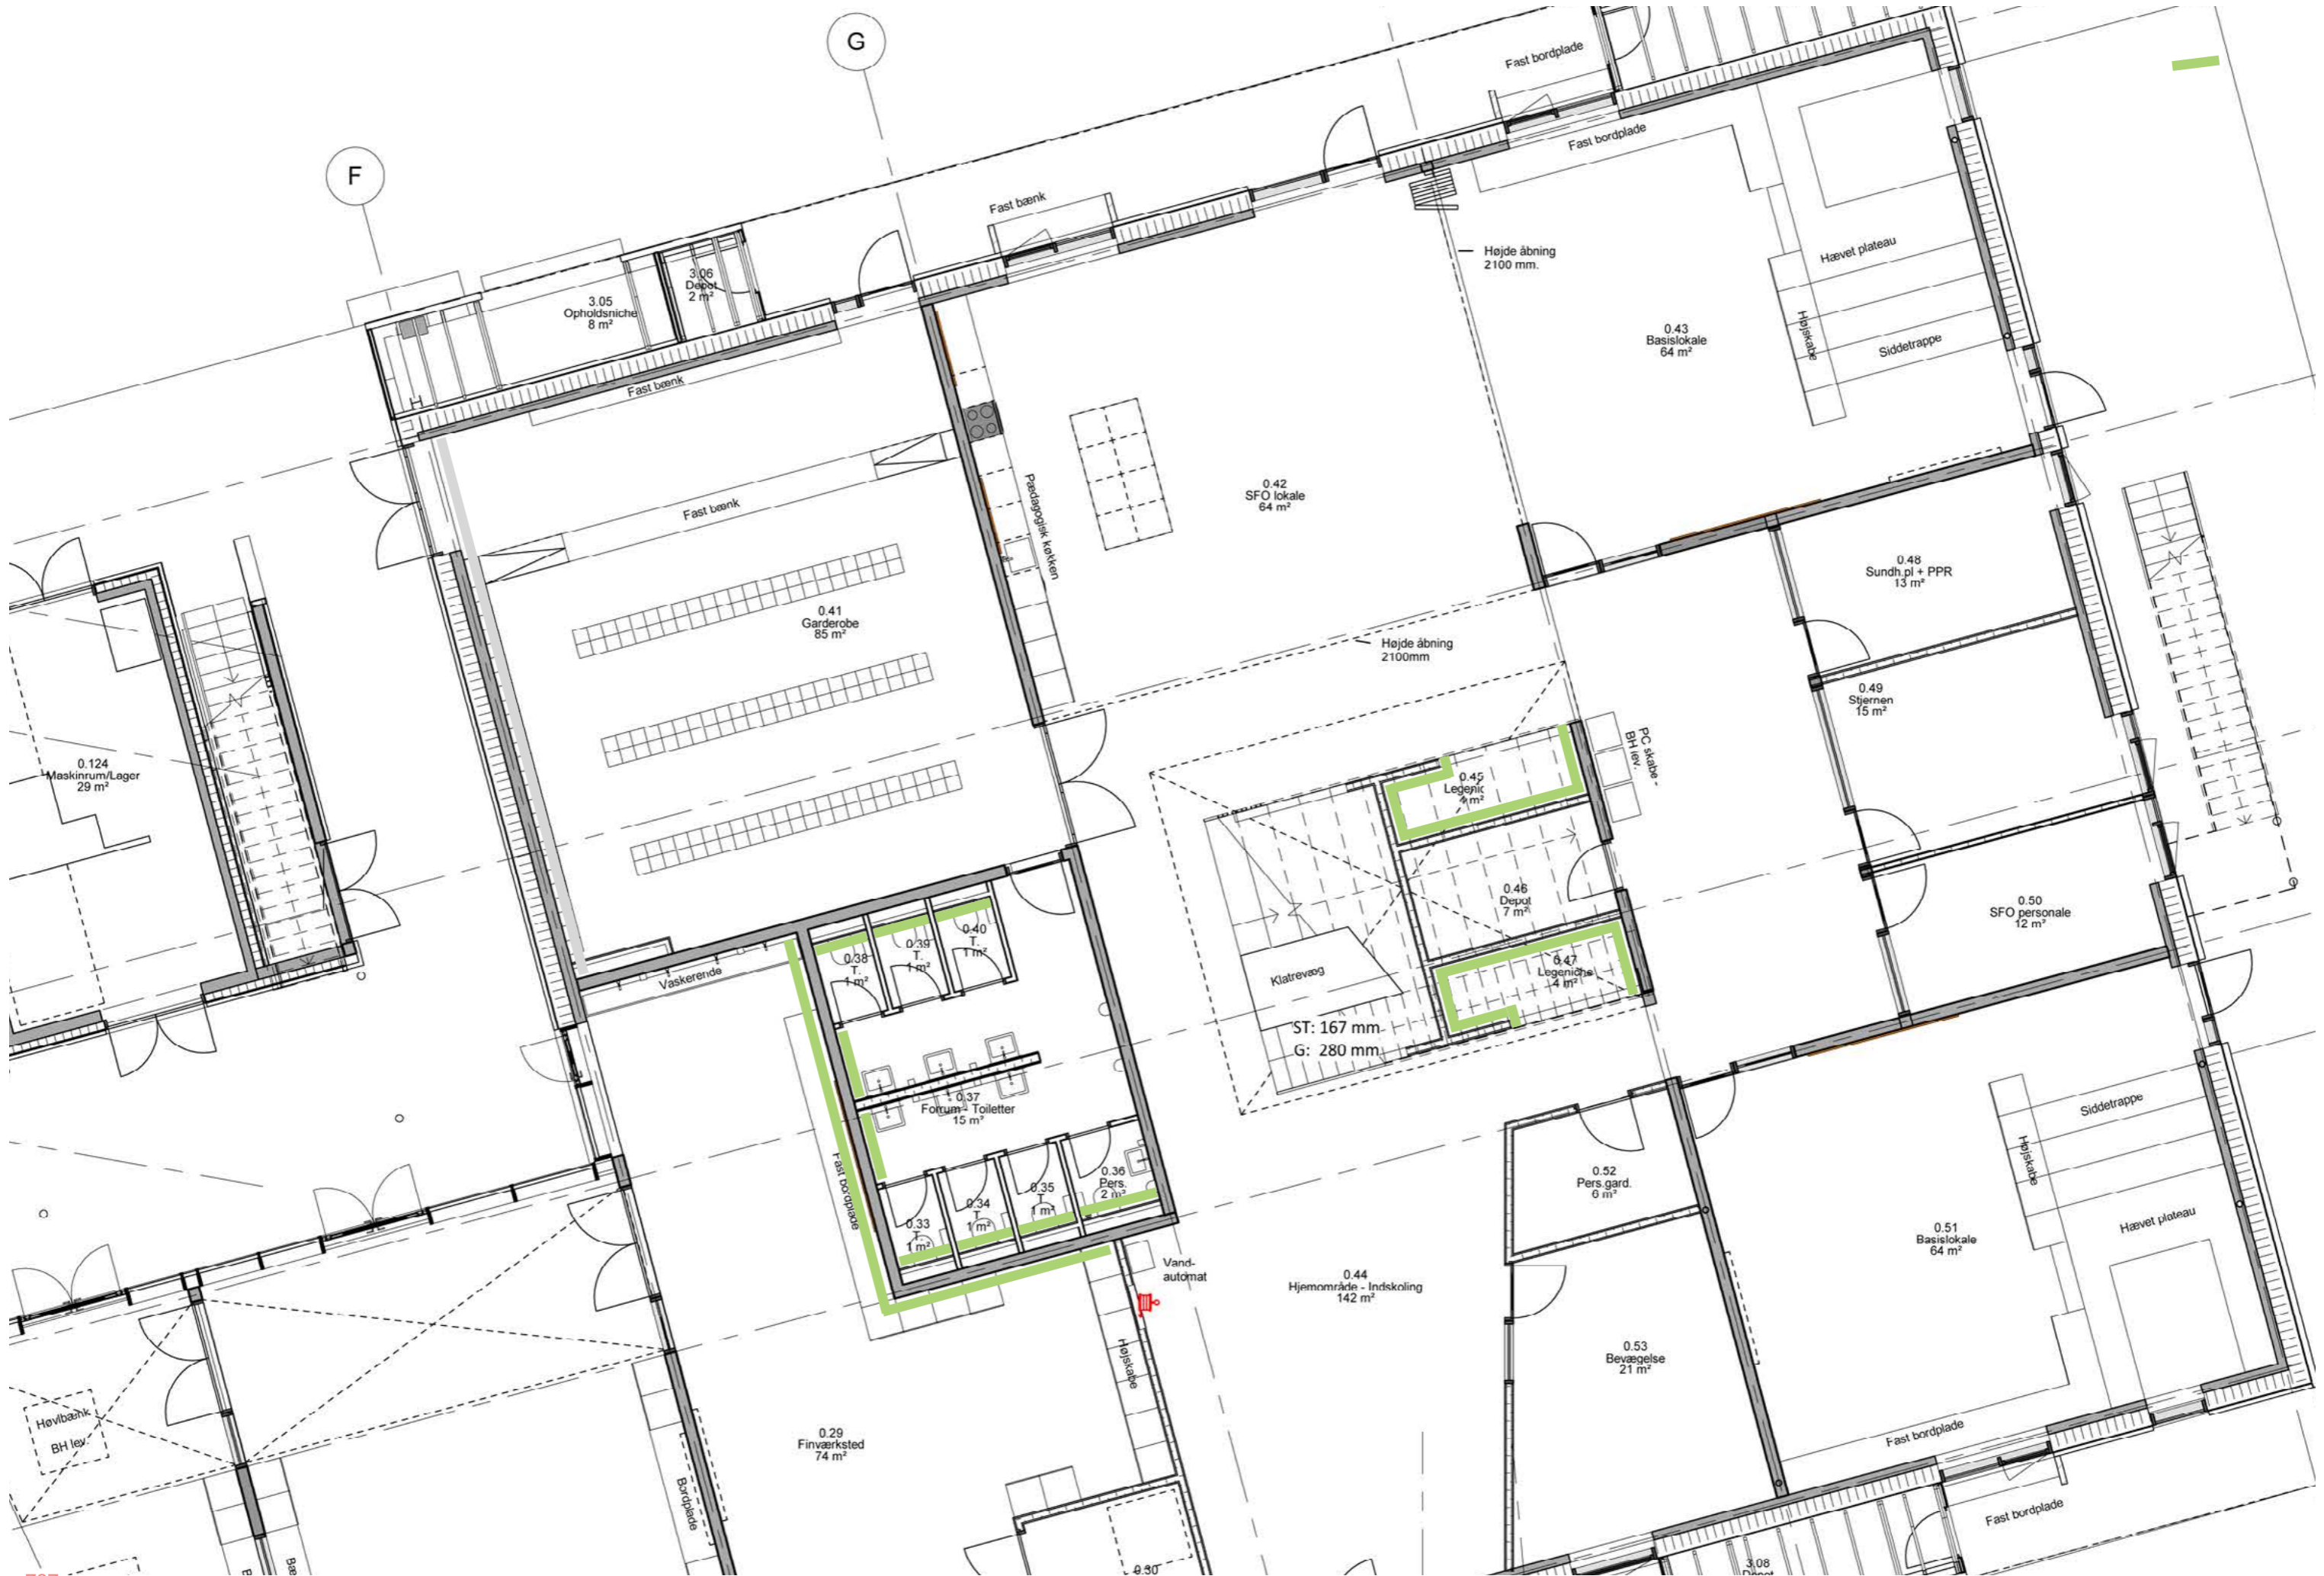 G
F
Fast bordplade
Fast bordplade
Fast bænk
Højde åbning
2100 mm.
Hævet plateau
3.06
Depot
2 m²
3.05
Opholdsniche
8 m²
0.43
Basislokale
64 m²
Højskabe
Siddetrappe
Fast bænk
Fast bænk
Pædagogisk køkken
0.42
SFO lokale
64 m²
0.48
Sundh.pl + PPR
13 m²
0.41
Garderobe
85 m²
Højde åbning
2100mm
0.49
Stjernen
15 m²
PC skabe -
BH lev.
0.124
Maskinrum/Lager
29 m²
0.45
0.46
Depot
7 m²
0.50
SFO personale
12 m²
0.40
T.
1 m²
0.39
T.
1 m²
0.38
T.
1 m²
Vaskerende
Klatrevæg
0.47
Legeniche
4 m²
ST: 167 mm
G: 280 mm
0.37
Forrum - Toiletter
15 m²
Siddetrappe
Højskabe
Fast bordplade
0.36
Pers.
2 m²
0.35
T
1 m²
0.34
T.
1 m²
0.33
T.
1 m²
0.52
Pers.gard.
6 m²
Hævet plateau
0.51
Basislokale
64 m²
Vand-
automat
0.44
Hjemområde - Indskoling
142 m²
Højskabe
0.53
Bevægelse
21 m²
Høvlbænk
BH lev.
0.29
Finværksted
74 m²
Fast bordplade
Bordplade
Fast bordplade
0.30
3.08